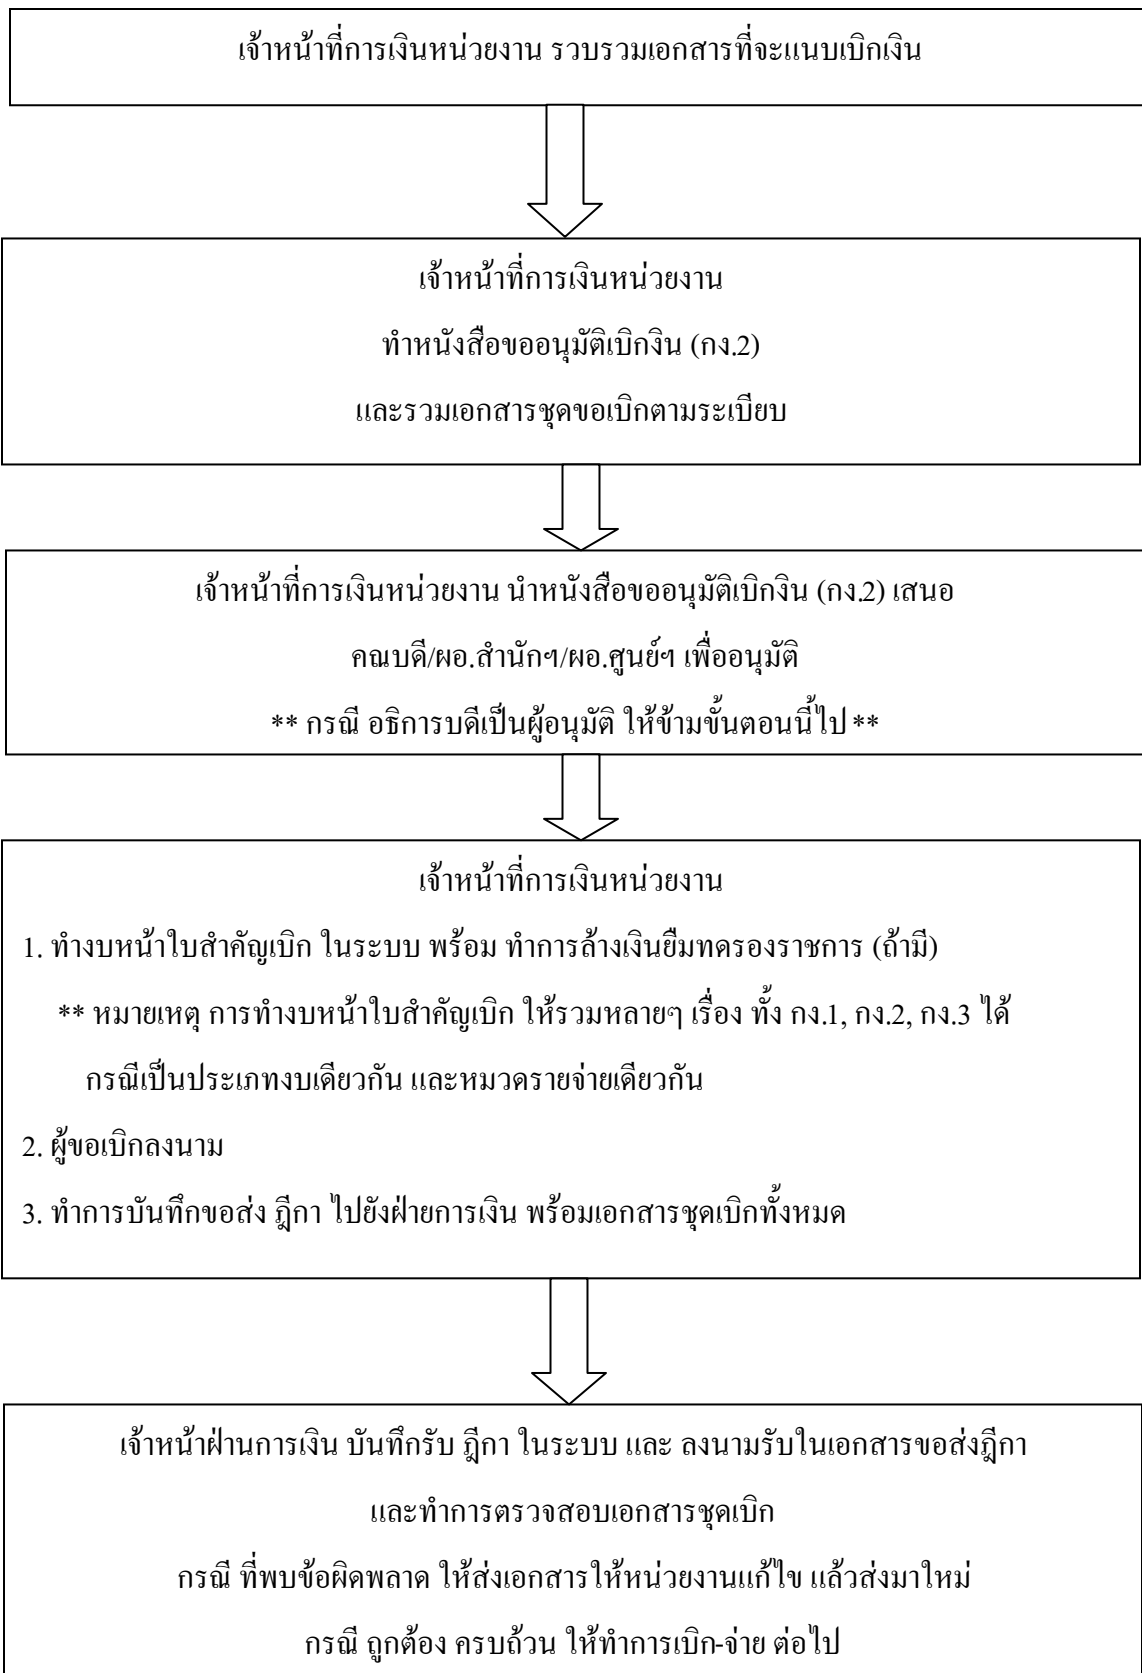 เจ้าหน้าที่การเงินหน่วยงาน รวบรวมเอกสารที่จะแนบเบิกเงิน
เจ้าหน้าที่การเงินหน่วยงาน
ทำหนังสือขออนุมัติเบิกงิน (กง.2)
และรวมเอกสารชุดขอเบิกตามระเบียบ
เจ้าหน้าที่การเงินหน่วยงาน นำหนังสือขออนุมัติเบิกงิน (กง.2) เสนอ
คณบดี/ผอ.สำนักฯ/ผอ.ศูนย์ฯ เพื่ออนุมัติ
** กรณี อธิการบดีเป็นผู้อนุมัติ ให้ข้ามขั้นตอนนี้ไป **
เจ้าหน้าที่การเงินหน่วยงาน
1. ทำงบหน้าใบสำคัญเบิก ในระบบ พร้อม ทำการล้างเงินยืมทดรองราชการ (ถ้ามี)
** หมายเหตุ การทำงบหน้าใบสำคัญเบิก ให้รวมหลายๆ เรื่อง ทั้ง กง.1, กง.2, กง.3 ได้
กรณีเป็นประเภทงบเดียวกัน และหมวดรายจ่ายเดียวกัน
2. ผู้ขอเบิกลงนาม
3. ทำการบันทึกขอส่ง ฎีกา ไปยังฝ่ายการเงิน พร้อมเอกสารชุดเบิกทั้งหมด
เจ้าหน้าฝ่านการเงิน บันทึกรับ ฎีกา ในระบบ และ ลงนามรับในเอกสารขอส่งฎีกา
และทำการตรวจสอบเอกสารชุดเบิก
กรณี ที่พบข้อผิดพลาด ให้ส่งเอกสารให้หน่วยงานแก้ไข แล้วส่งมาใหม่
กรณี ถูกต้อง ครบถ้วน ให้ทำการเบิก-จ่าย ต่อไป